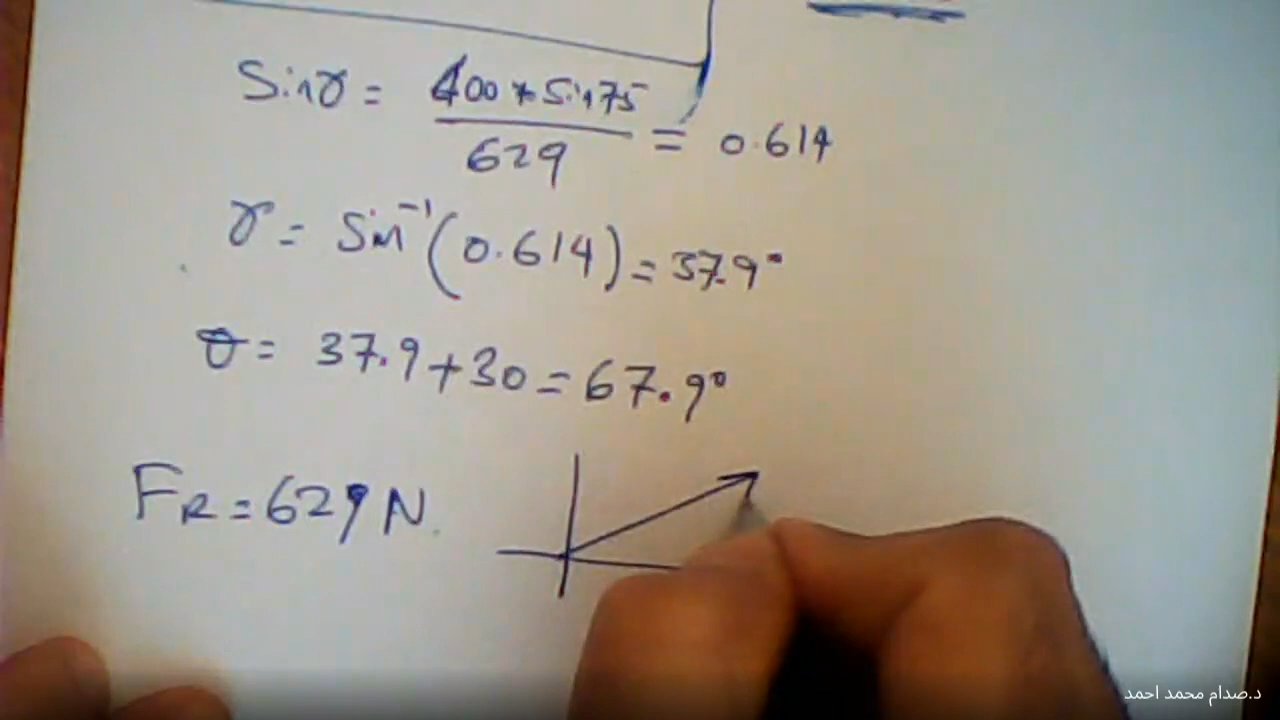 Sinγ = 400 * Sin75 / 629 = 0.614
γ = Sin⁻¹(0.614) = 37.9°
θ = 37.9 + 30 = 67.9°
F_R = 629 N.
د.صدام محمد احمد